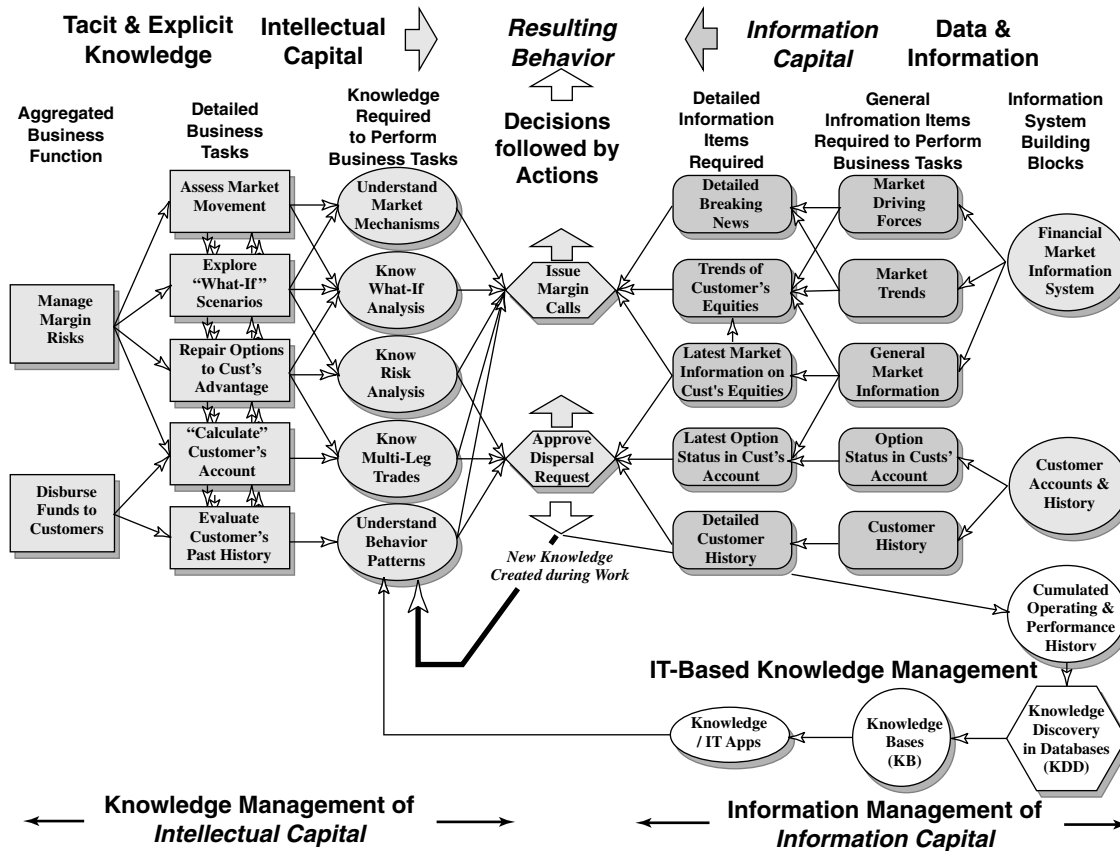 Tacit & Explicit
Knowledge
Intellectual
Capital
Resulting
Behavior
Information
Capital
Data &
Information
Aggregated
Business
Function
Detailed
Business
Tasks
Knowledge
Required
to Perform
Business Tasks
Decisions
followed by
Actions
Detailed
Information
Items
Required
General
Infromation Items
Required to Perform
Business Tasks
Information
System
Building
Blocks
Manage
Margin
Risks
Disburse
Funds to
Customers
Assess Market
Movement
Explore
“What-If”
Scenarios
Repair Options
to Cust’s
Advantage
“Calculate”
Customer’s
Account
Evaluate
Customer’s
Past History
Understand
Market
Mechanisms
Know
What-If
Analysis
Know
Risk
Analysis
Know
Multi-Leg
Trades
Understand
Behavior
Patterns
Issue
Margin
Calls
Approve
Dispersal
Request
New Knowledge
Created during Work
Detailed
Breaking
News
Trends of
Customer’s
Equities
Latest Market
Information on
Cust's Equities
Latest Option
Status in Cust’s
Account
Detailed
Customer
History
Market
Driving
Forces
Market
Trends
General
Market
Information
Option
Status in Custs’
Account
Customer
History
Financial
Market
Information
System
Customer
Accounts &
History
Cumulated
Operating &
Performance
History
IT-Based Knowledge Management
Knowledge
/ IT Apps
Knowledge
Bases
(KB)
Knowledge
Discovery
in Databases
(KDD)
Knowledge Management of
Intellectual Capital
Information Management of
Information Capital